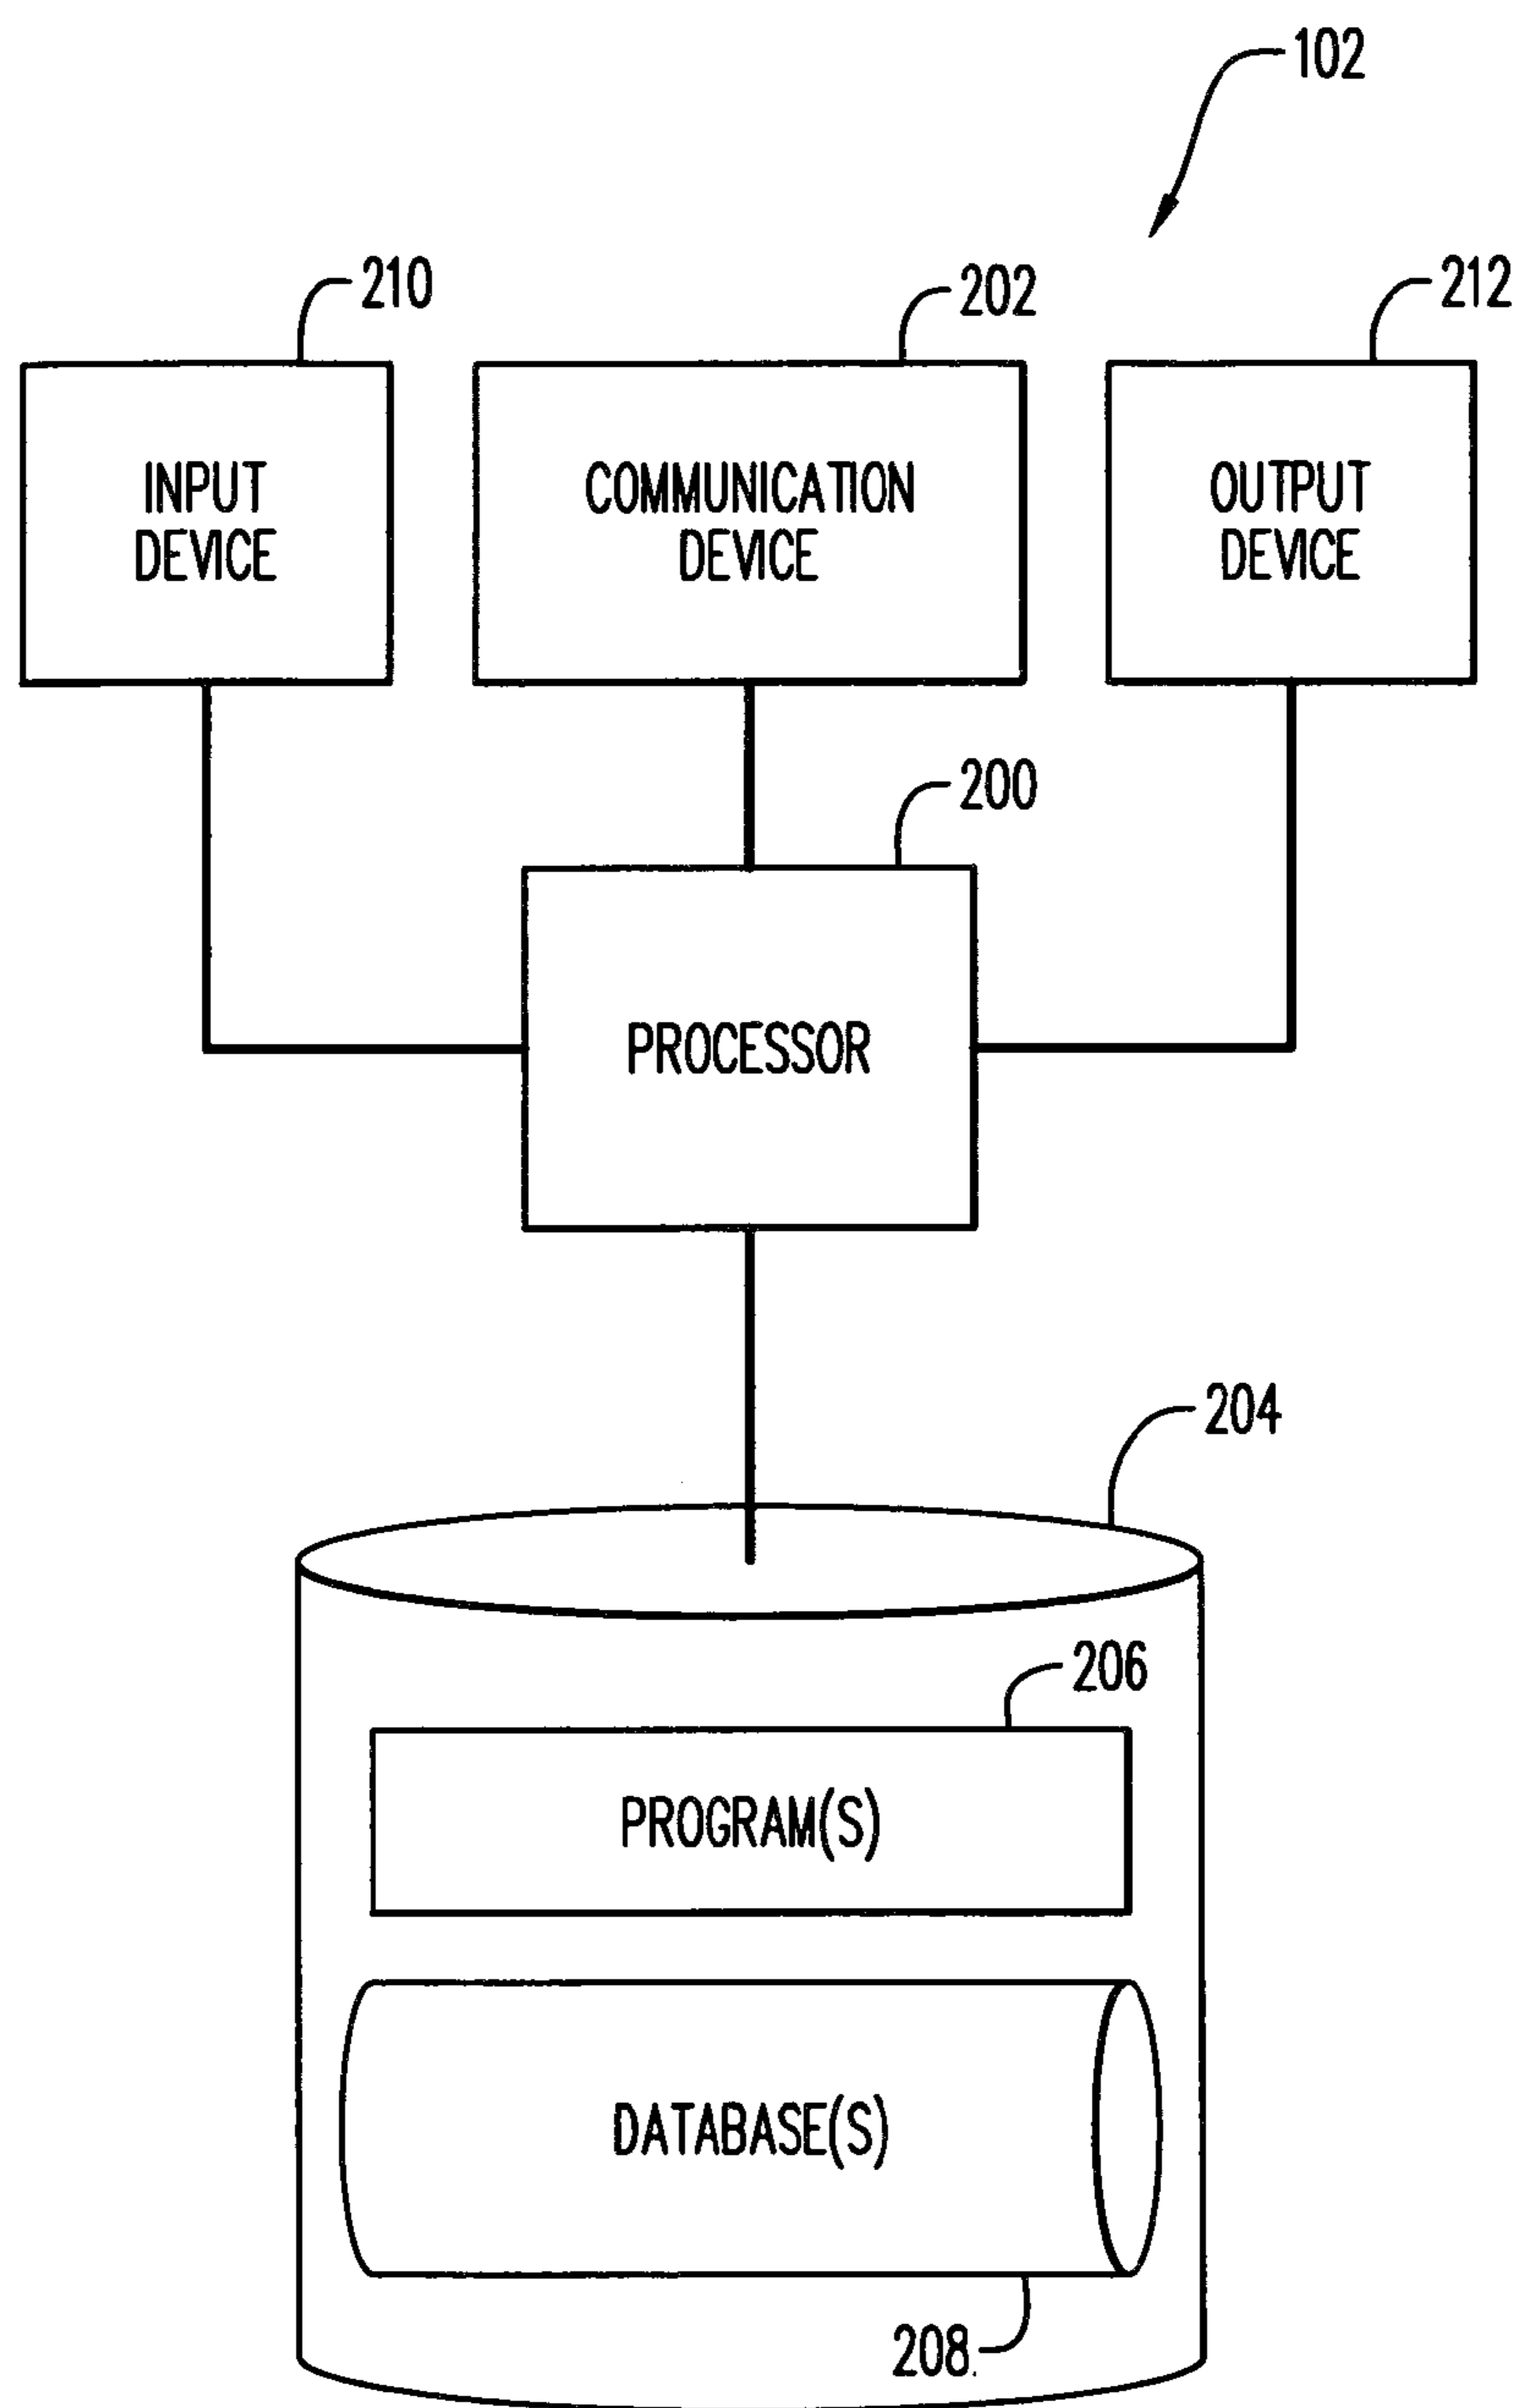 102
210
202
212
INPUT
DEVICE
COMMUNICATION
DEVICE
OUTPUT
DEVICE
200
PROCESSOR
204
206
PROGRAM(S)
DATABASE(S)
208.